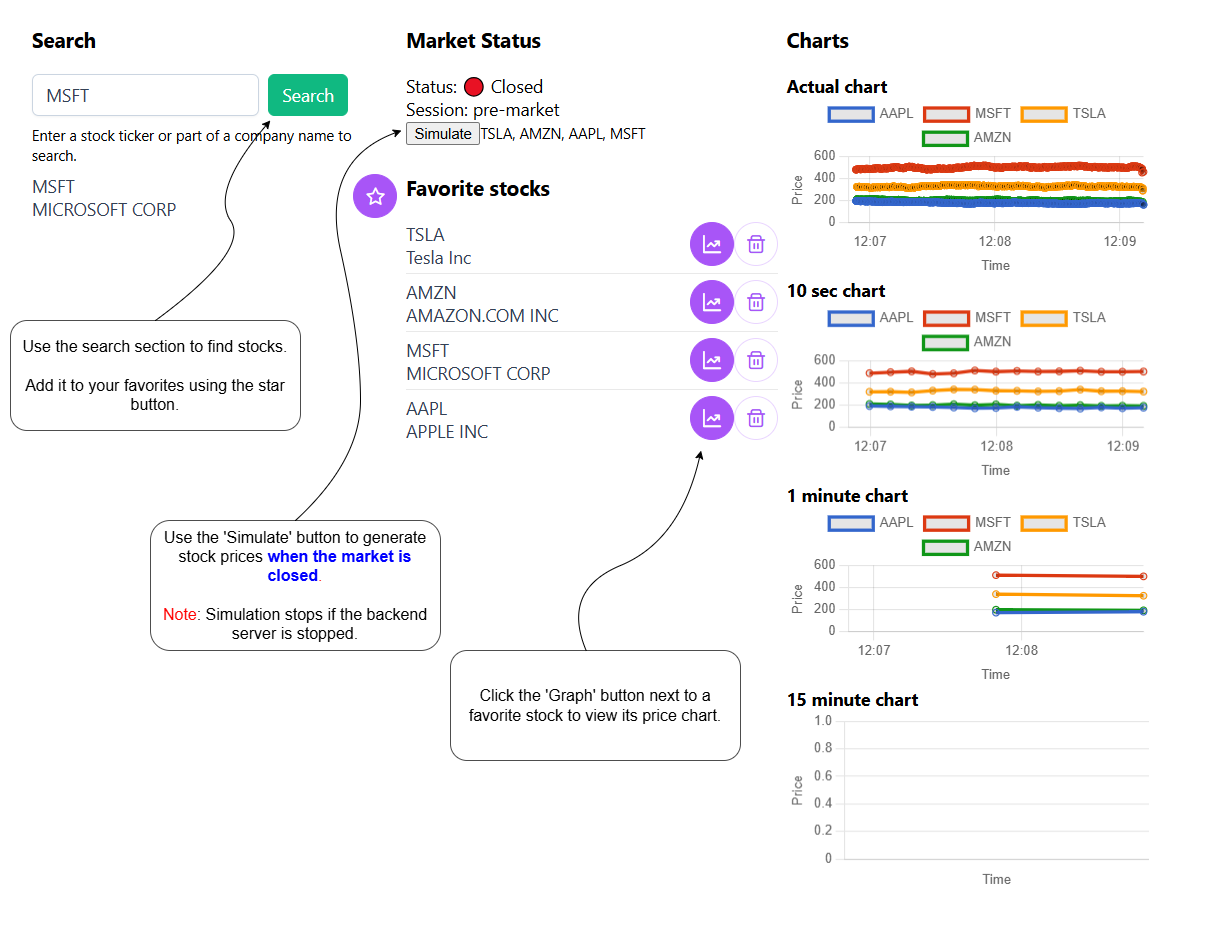 Search
MSFT
Search
Enter a stock ticker or part of a company name to
search.
MSFT
MICROSOFT CORP
Use the search section to find stocks.
Add it to your favorites using the star
button.
Market Status
Status: Closed
Session: pre-market
Simulate TSLA, AMZN, AAPL, MSFT
Favorite stocks
TSLA
Tesla Inc
AMZN
AMAZON.COM INC
MSFT
MICROSOFT CORP
AAPL
APPLE INC
Use the 'Simulate' button to generate
stock prices when the market is
closed.
Note: Simulation stops if the backend
server is stopped.
Click the 'Graph' button next to a
favorite stock to view its price chart.
Charts
Actual chart
AAPL MSFT TSLA
AMZN
600
400
200
0
Price
12:07 12:08 12:09
Time
10 sec chart
AAPL MSFT TSLA
AMZN
600
400
200
0
Price
12:07 12:08 12:09
Time
1 minute chart
AAPL MSFT TSLA
AMZN
600
400
200
0
Price
12:07 12:08
Time
15 minute chart
1.0
0.8
0.6
0.4
0.2
0
Price
Time